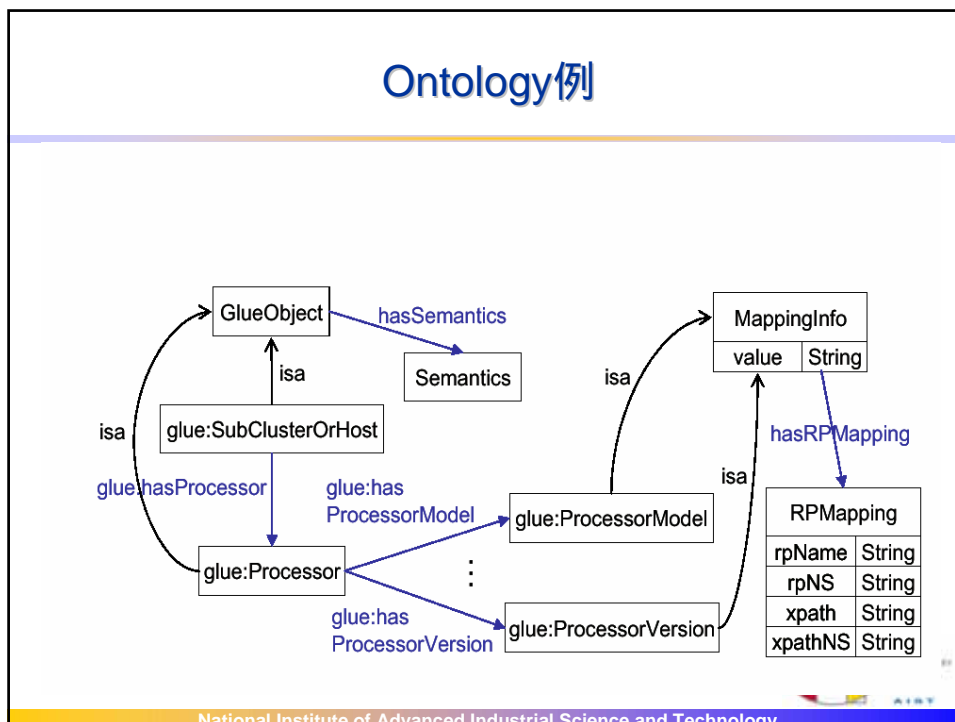 Ontology例
GlueObject
hasSemantics
Semantics
isa
isa
glue:SubClusterOrHost
glue:hasProcessor
glue:Processor
glue:has
ProcessorModel
glue:ProcessorModel
⋮
glue:has
ProcessorVersion
glue:ProcessorVersion
isa
isa
MappingInfo
value String
hasRPMapping
RPMapping
rpName String
rpNS String
xpath String
xpathNS String
AIST
National Institute of Advanced Industrial Science and Technology